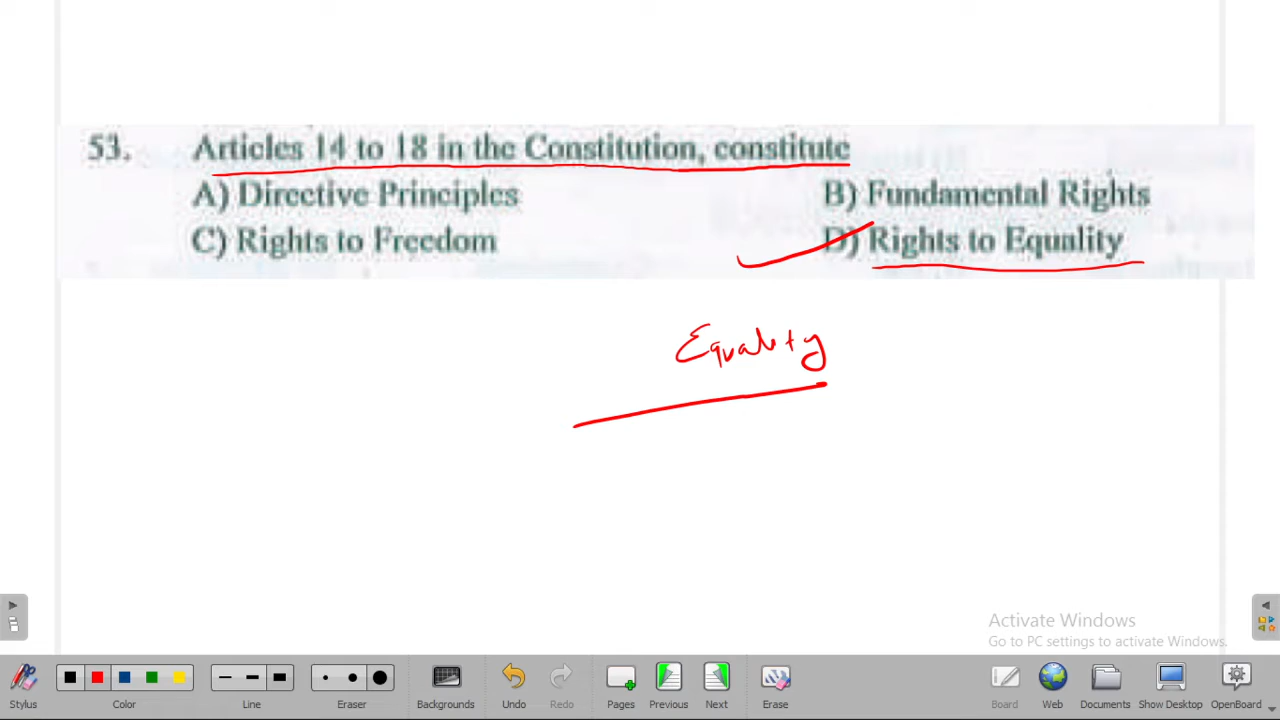 53. Articles 14 to 18 in the Constitution, constitute
A) Directive Principles B) Fundamental Rights
C) Rights to Freedom D) Rights to Equality
Equality
Activate Windows
Go to PC settings to activate Windows.
Stylus Color Line Eraser Backgrounds Undo Redo Pages Previous Next Erase Board Web Documents Show Desktop OpenBoard